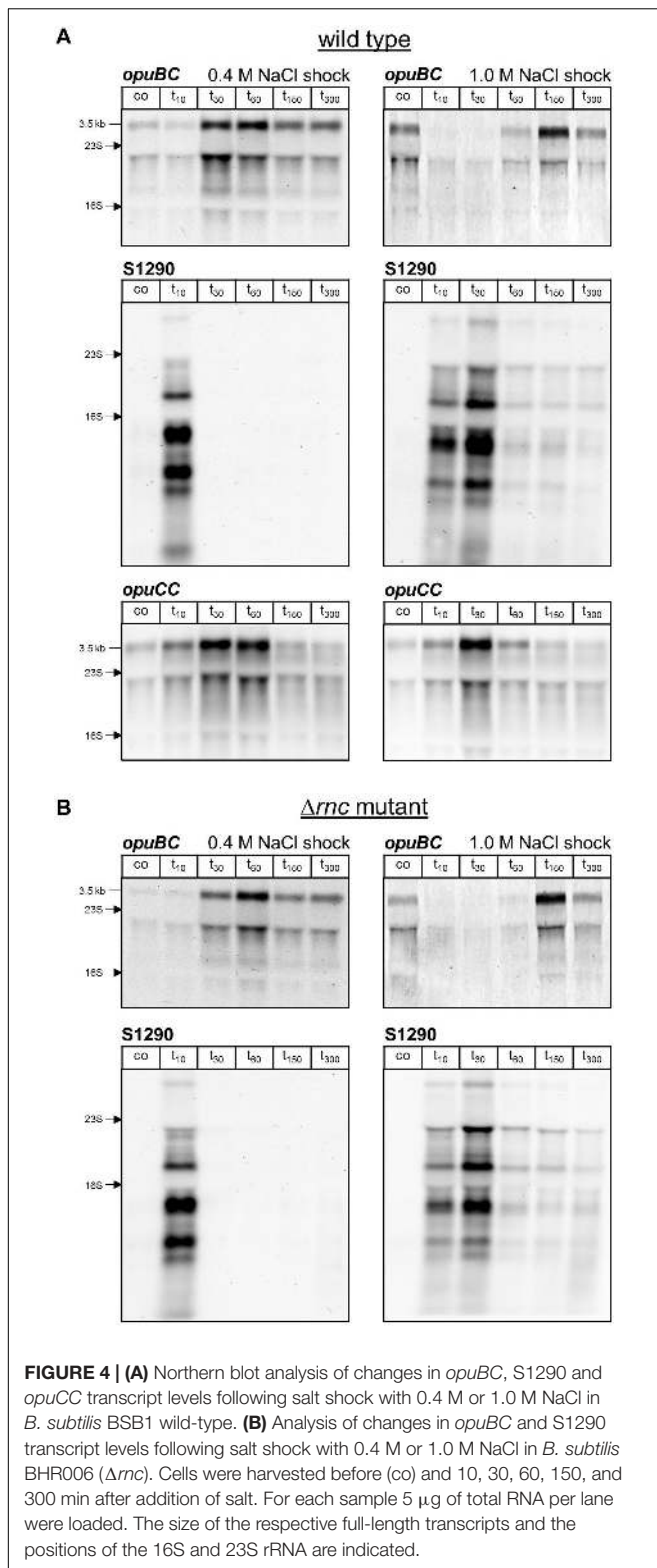 A
wild type
opuBC 0.4 M NaCl shock
opuBC 1.0 M NaCl shock
co t10 t30 t60 t150 t300
co t10 t30 t60 t150 t300
3.5 kb
23S
16S
S1290
S1290
co t10 t30 t60 t150 t300
co t10 t30 t60 t150 t300
23S
16S
opuCC
opuCC
co t10 t30 t60 t150 t300
co t10 t30 t60 t150 t300
3.5 kb
23S
16S
B
Δrnc mutant
opuBC 0.4 M NaCl shock
opuBC 1.0 M NaCl shock
co t10 t30 t60 t150 t300
co t10 t30 t60 t150 t300
3.5 kb
23S
16S
S1290
S1290
co t10 t30 t60 t150 t300
co t10 t30 t60 t150 t300
23S
16S
FIGURE 4 | (A) Northern blot analysis of changes in opuBC, S1290 and
opuCC transcript levels following salt shock with 0.4 M or 1.0 M NaCl in
B. subtilis BSB1 wild-type. (B) Analysis of changes in opuBC and S1290
transcript levels following salt shock with 0.4 M or 1.0 M NaCl in B. subtilis
BHR006 (Δrnc). Cells were harvested before (co) and 10, 30, 60, 150, and
300 min after addition of salt. For each sample 5 μg of total RNA per lane
were loaded. The size of the respective full-length transcripts and the
positions of the 16S and 23S rRNA are indicated.